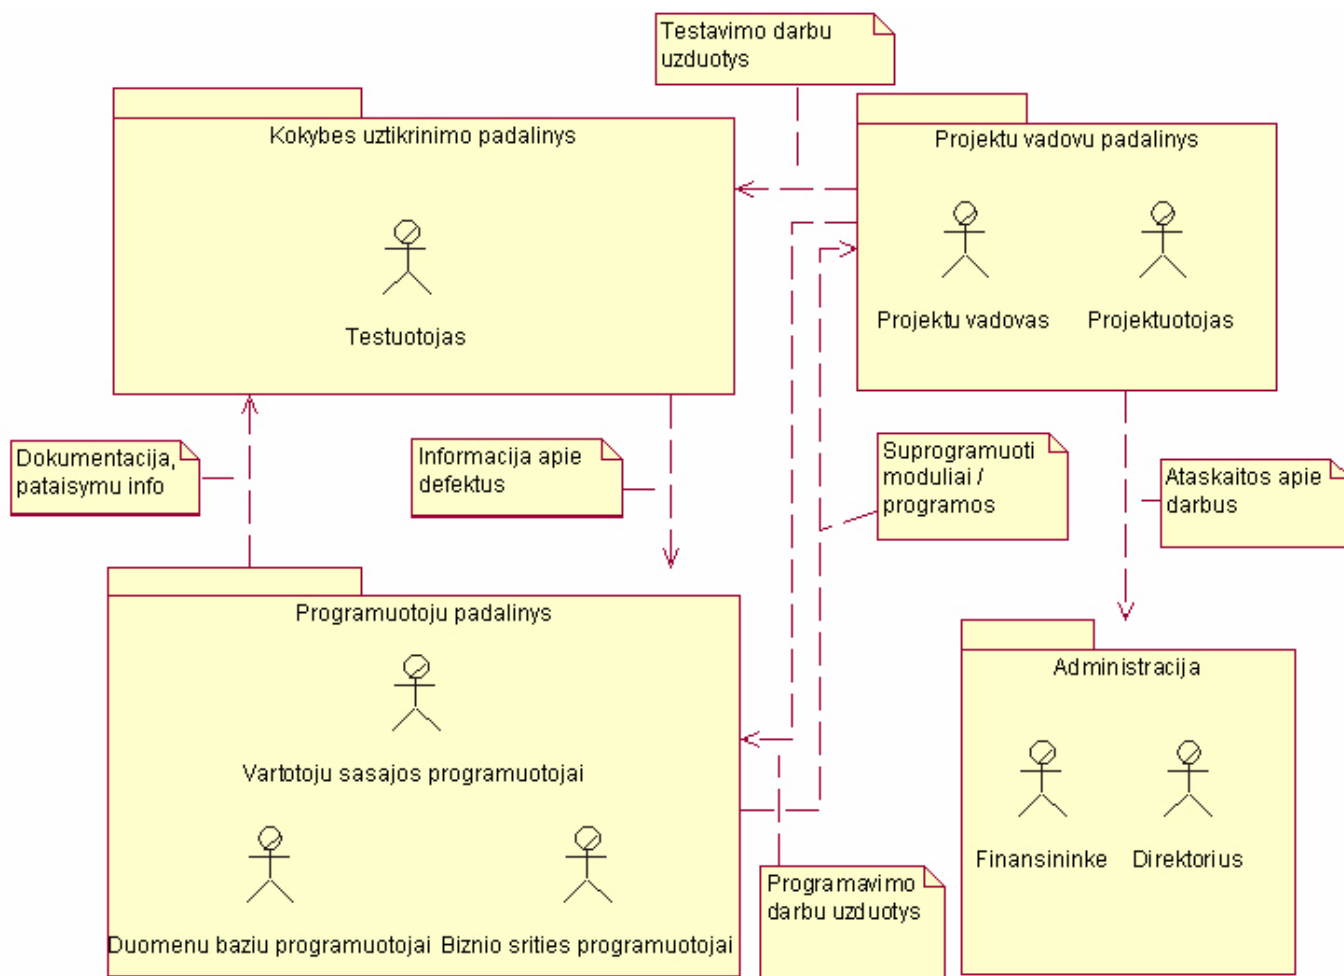 Testavimo darbu
uzduotys
Kokybes uztikrinimo padalinys
Projektu vadovu padalinys
Testuotojas
Projektu vadovas
Projektuotojas
Dokumentacija,
pataisymu info
Informacija apie
defektus
Suprogramuoti
moduliai /
programos
Ataskaitos apie
darbus
Programuotoju padalinys
Vartotoju sasajos programuotojai
Duomenu baziu programuotojai
Biznio srities programuotojai
Programavimo
darbu uzduotys
Administracija
Finansininke
Direktorius